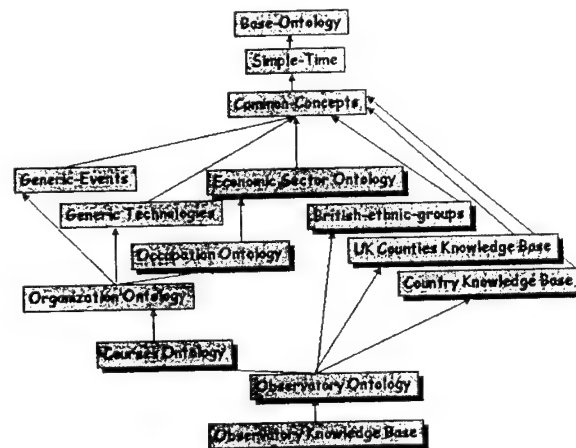 Base-Ontology
Simple-Time
Common-Concepts
Generic-Events
Economic Sector Ontology
Generic Technologies
British-ethnic-groups
Occupation Ontology
UK Counties Knowledge Base
Country Knowledge Base
Organization Ontology
Courses Ontology
Observatory Ontology
Observatory Knowledge Base